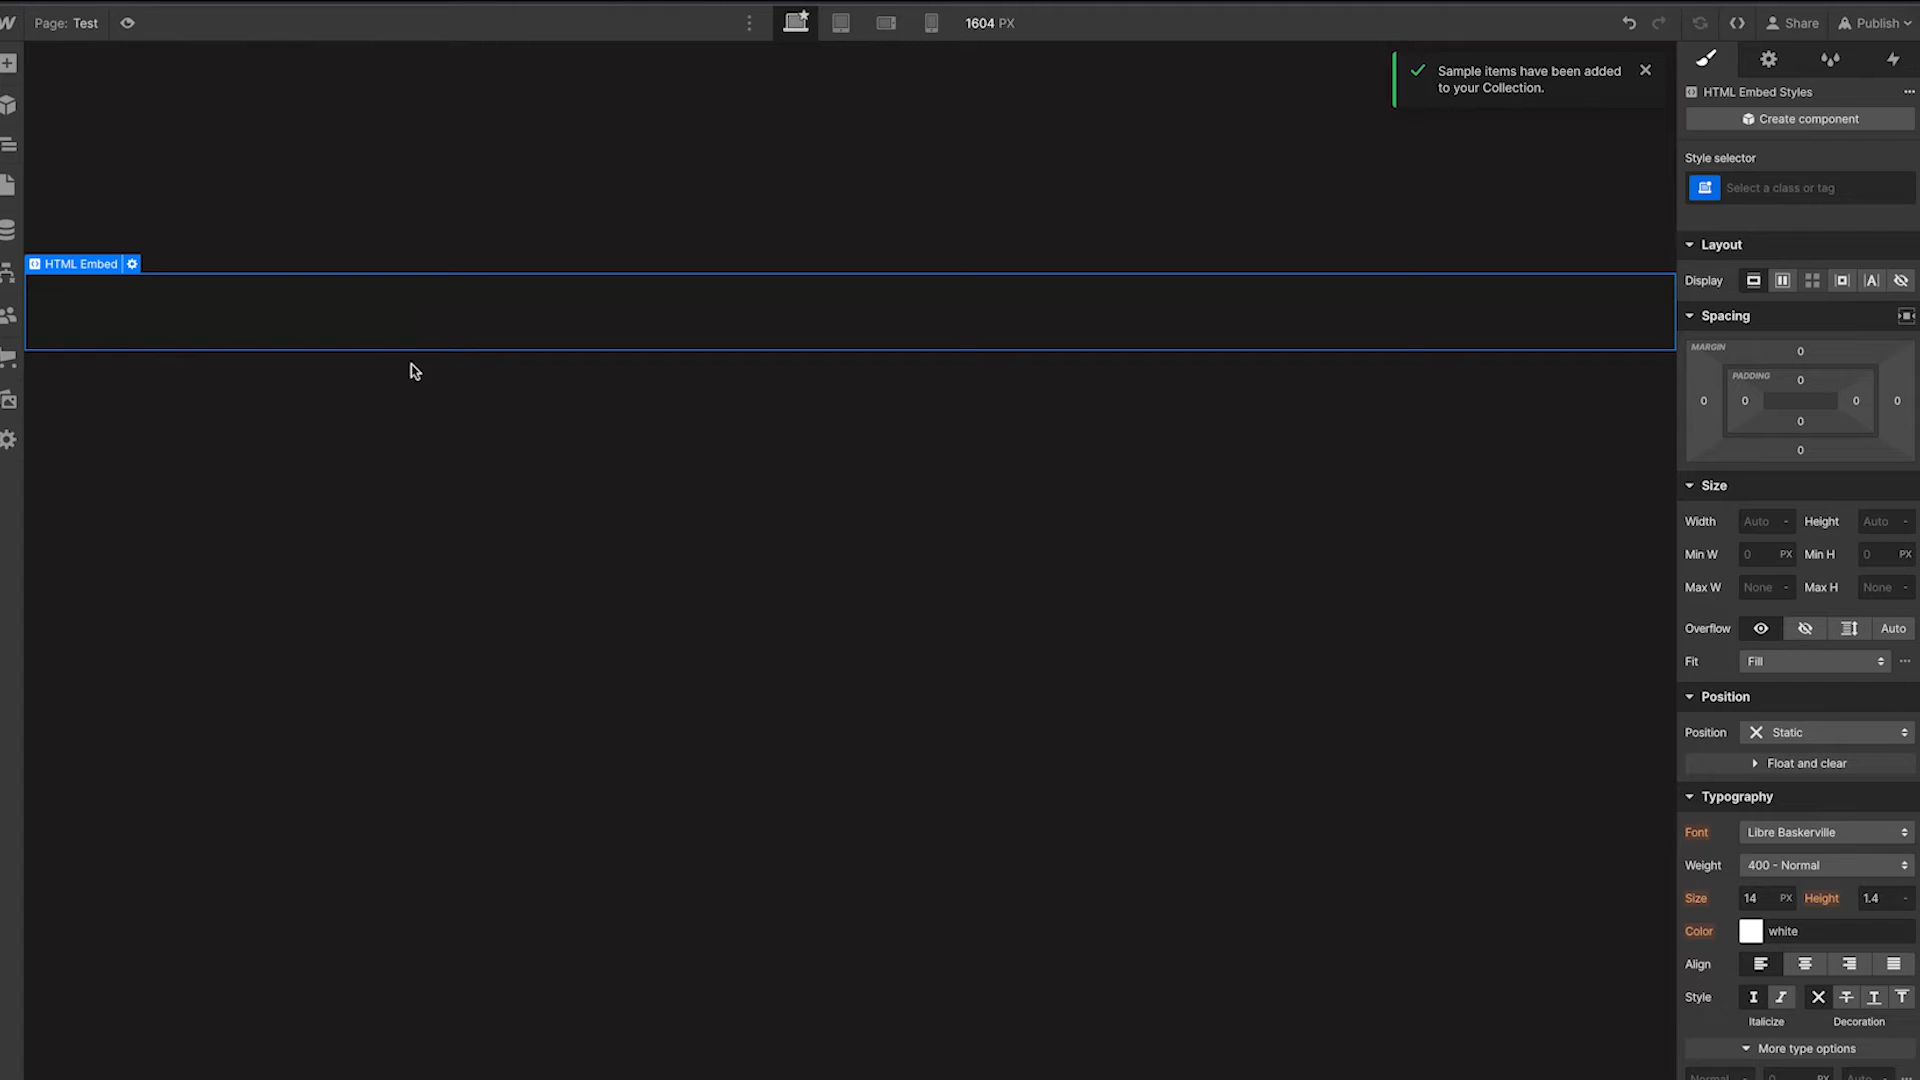 Page: Test
1604 PX
Share
Publish
Sample items have been added
to your Collection.
HTML Embed Styles
Create component
Style selector
Select a class or tag
Layout
HTML Embed
Display
Spacing
MARGIN
0
PADDING
0
0
0
0
0
0
0
Size
Width
Auto
-
Height
Auto
-
Min W
0
PX
Min H
0
PX
Max W
None
-
Max H
None
-
Overflow
Auto
Fit
Fill
Position
Position
Static
Float and clear
Typography
Font
Libre Baskerville
Weight
400 - Normal
Size
14
PX
Height
1.4
-
Color
white
Align
Style
Italicize
Decoration
More type options
Normal
0
PX
Auto